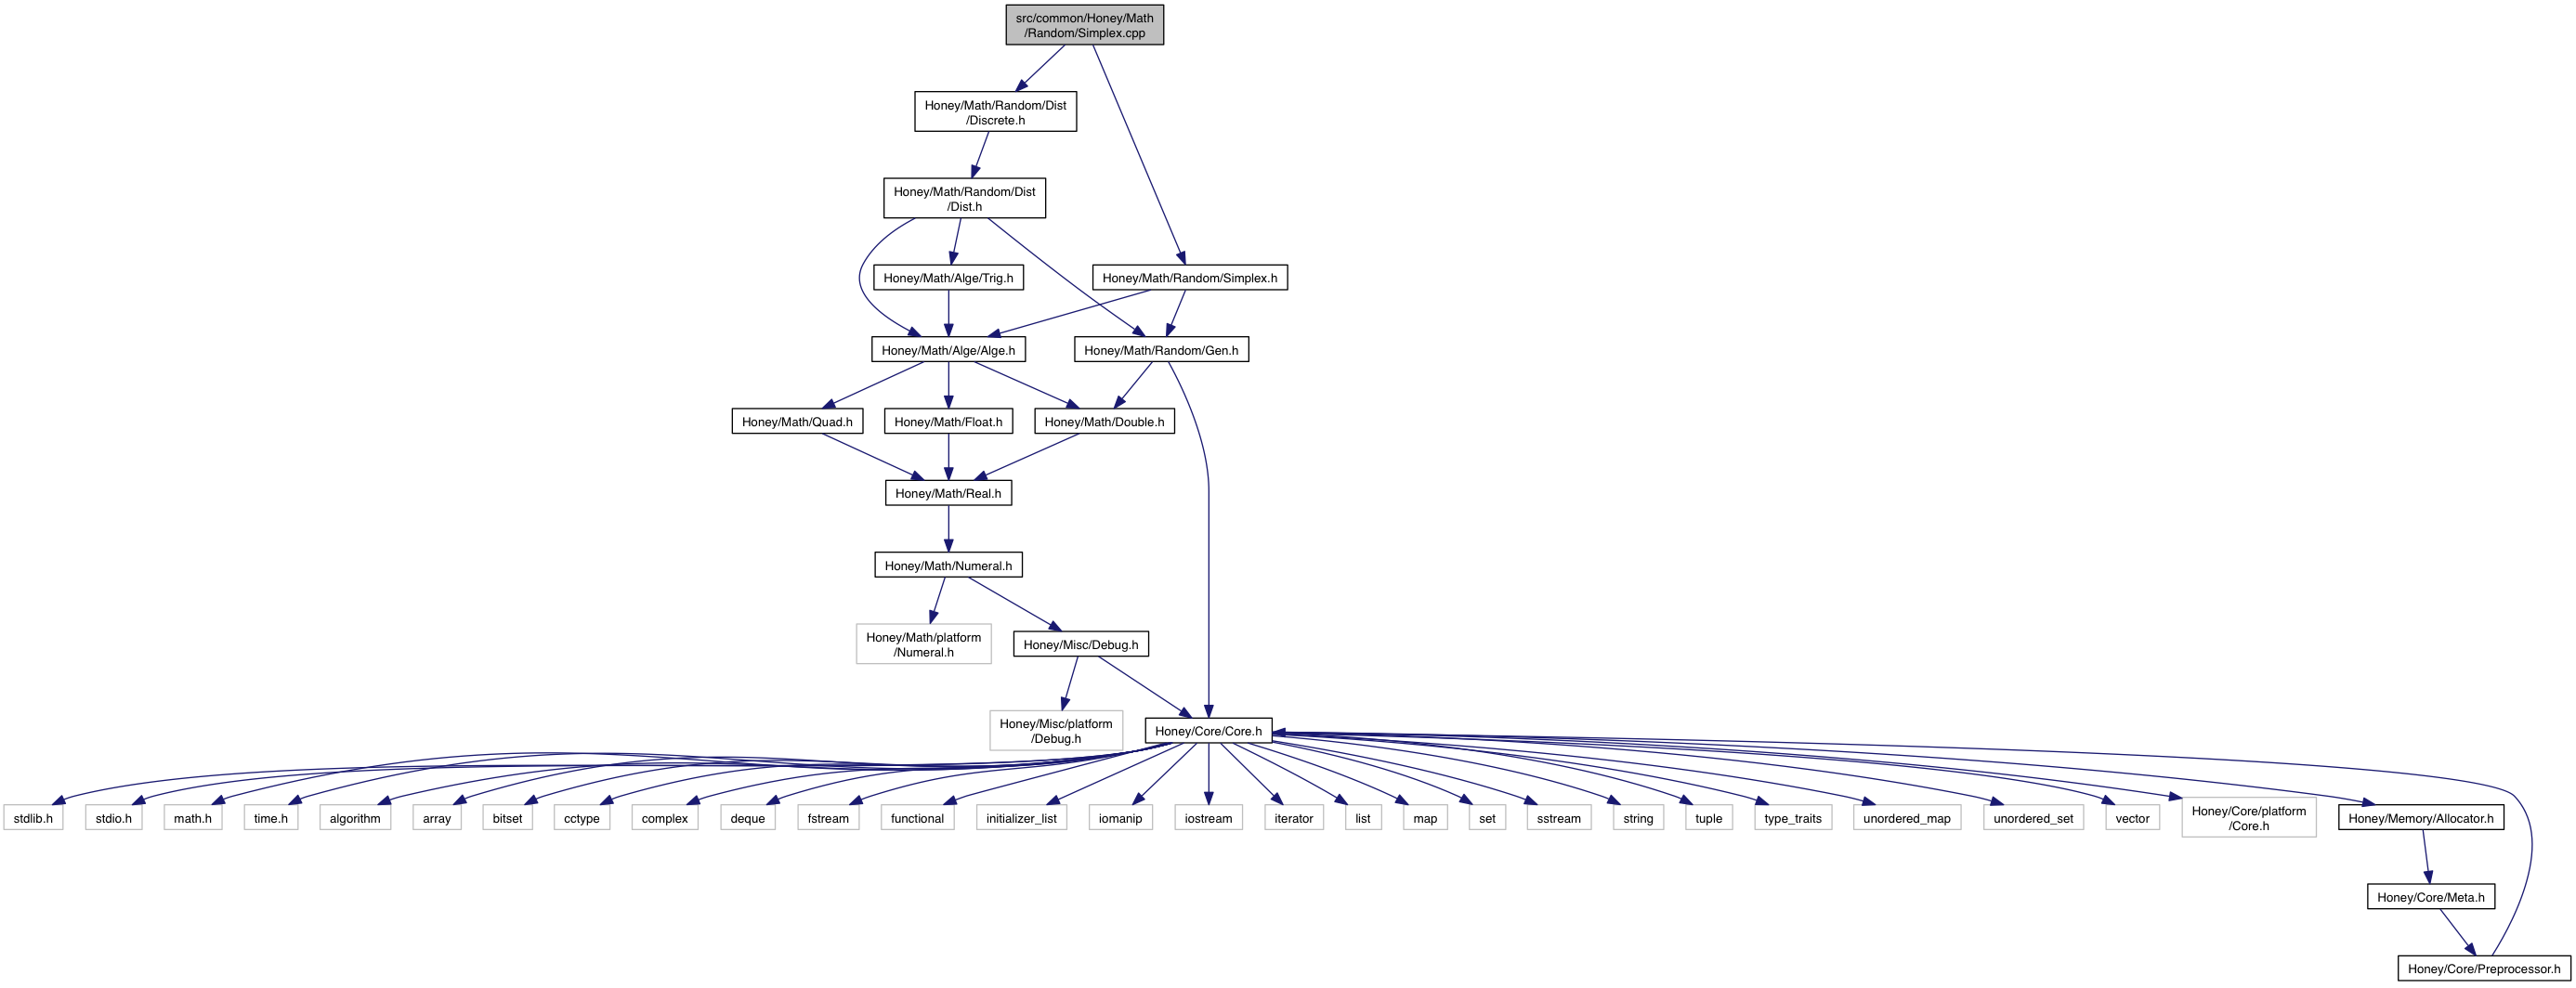 src/common/Honey/Math
/Random/Simplex.cpp
Honey/Math/Random/Dist
/Discrete.h
Honey/Math/Random/Dist
/Dist.h
Honey/Math/Alge/Trig.h
Honey/Math/Random/Simplex.h
Honey/Math/Alge/Alge.h
Honey/Math/Random/Gen.h
Honey/Math/Quad.h
Honey/Math/Float.h
Honey/Math/Double.h
Honey/Math/Real.h
Honey/Math/Numeral.h
Honey/Math/platform
/Numeral.h
Honey/Misc/Debug.h
Honey/Misc/platform
/Debug.h
Honey/Core/Core.h
stdlib.h
stdio.h
math.h
time.h
algorithm
array
bitset
cctype
complex
deque
fstream
functional
initializer_list
iomanip
iostream
iterator
list
map
set
sstream
string
tuple
type_traits
unordered_map
unordered_set
vector
Honey/Core/platform
/Core.h
Honey/Memory/Allocator.h
Honey/Core/Meta.h
Honey/Core/Preprocessor.h